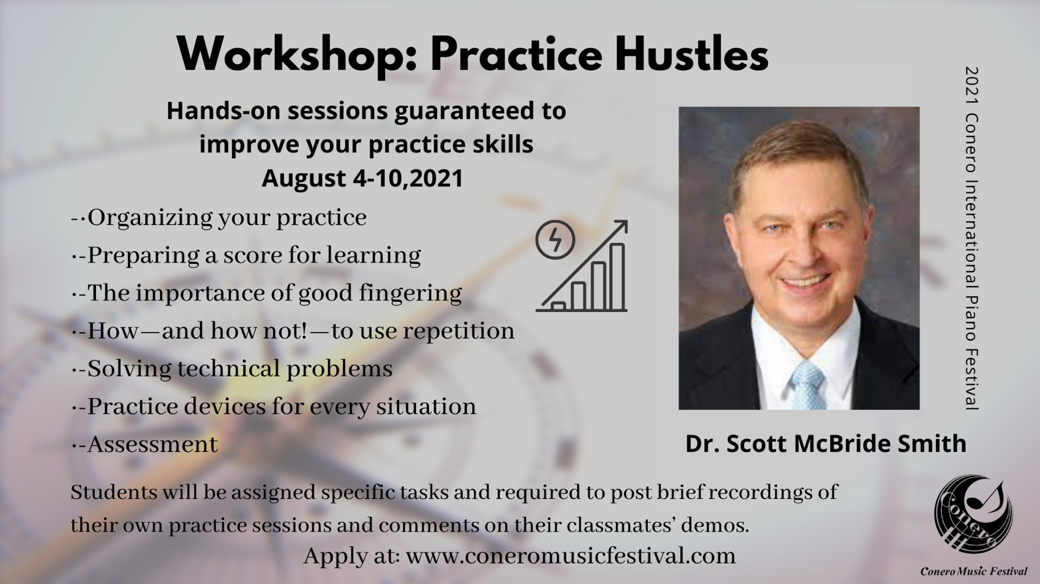 Workshop: Practice Hustles
Hands-on sessions guaranteed to
improve your practice skills
August 4-10,2021
-·Organizing your practice
·-Preparing a score for learning
·-The importance of good fingering
·-How—and how not!—to use repetition
·-Solving technical problems
·-Practice devices for every situation
·-Assessment
2021 Conero International Piano Festival
Dr. Scott McBride Smith
Students will be assigned specific tasks and required to post brief recordings of
their own practice sessions and comments on their classmates’ demos.
Apply at: www.coneromusicfestival.com
Conero
Conero Music Festival